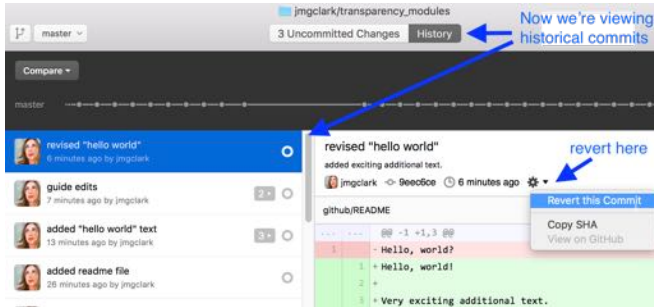 jmgclark/transparency_modules
master
3 Uncommitted Changes History
Now we're viewing
historical commits
Compare
master
revised "hello world"
6 minutes ago by jmgclark
guide edits
7 minutes ago by jmgclark
2
added "hello world" text
13 minutes ago by jmgclark
3
added readme file
26 minutes ago by jmgclark
revised "hello world"
added exciting additional text.
jmgclark 9eec6ce 6 minutes ago
revert here
Revert this Commit
Copy SHA
View on GitHub
github/README
... ... @@ -1 +1,3 @@
1 - Hello, world?
1 + Hello, world!
2 +
3 + Very exciting additional text.